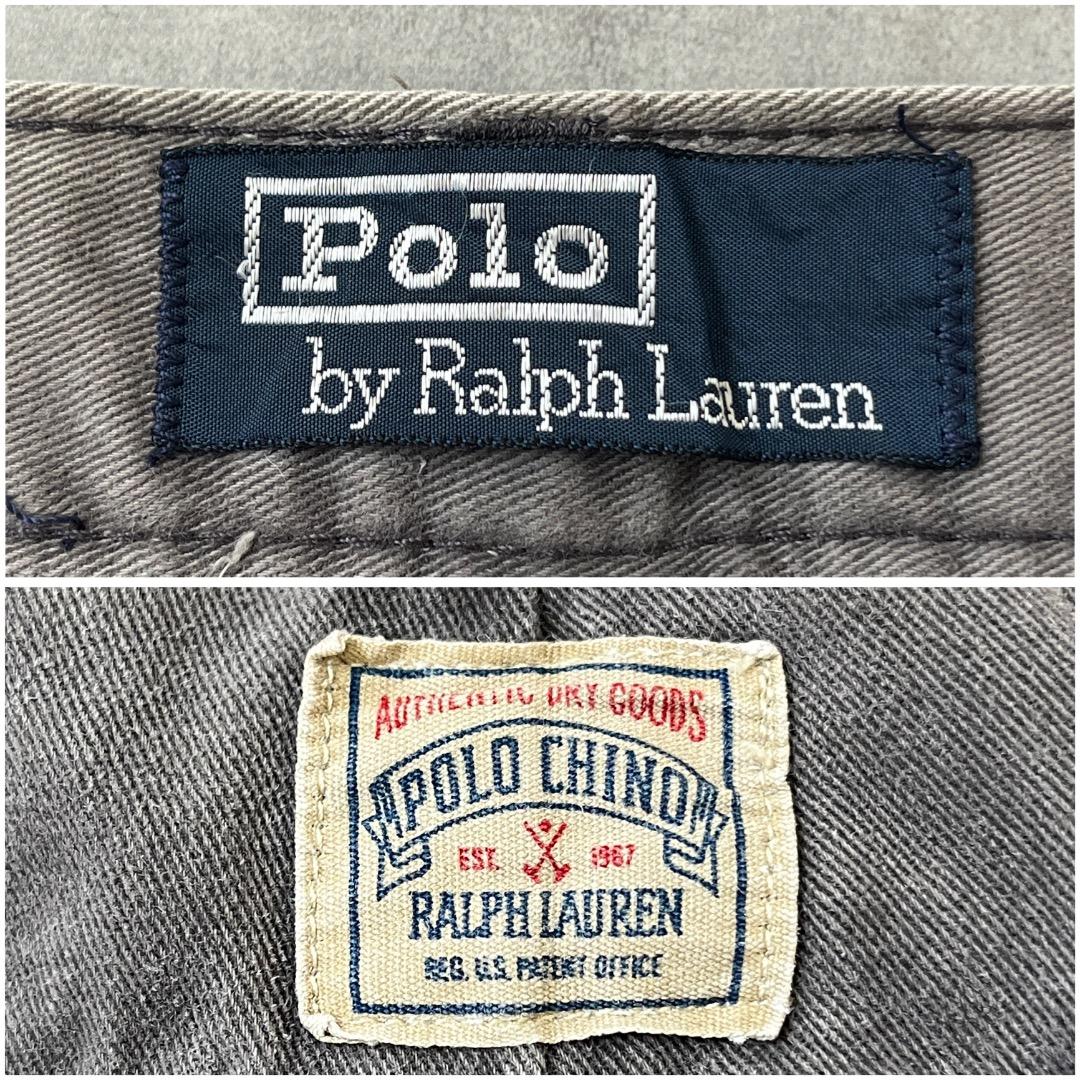 Polo
by Ralph Lauren
AUTHENTIC DRY GOODS
POLO CHINO
EST. 1967
RALPH LAUREN
REG. U.S. PATENT OFFICE